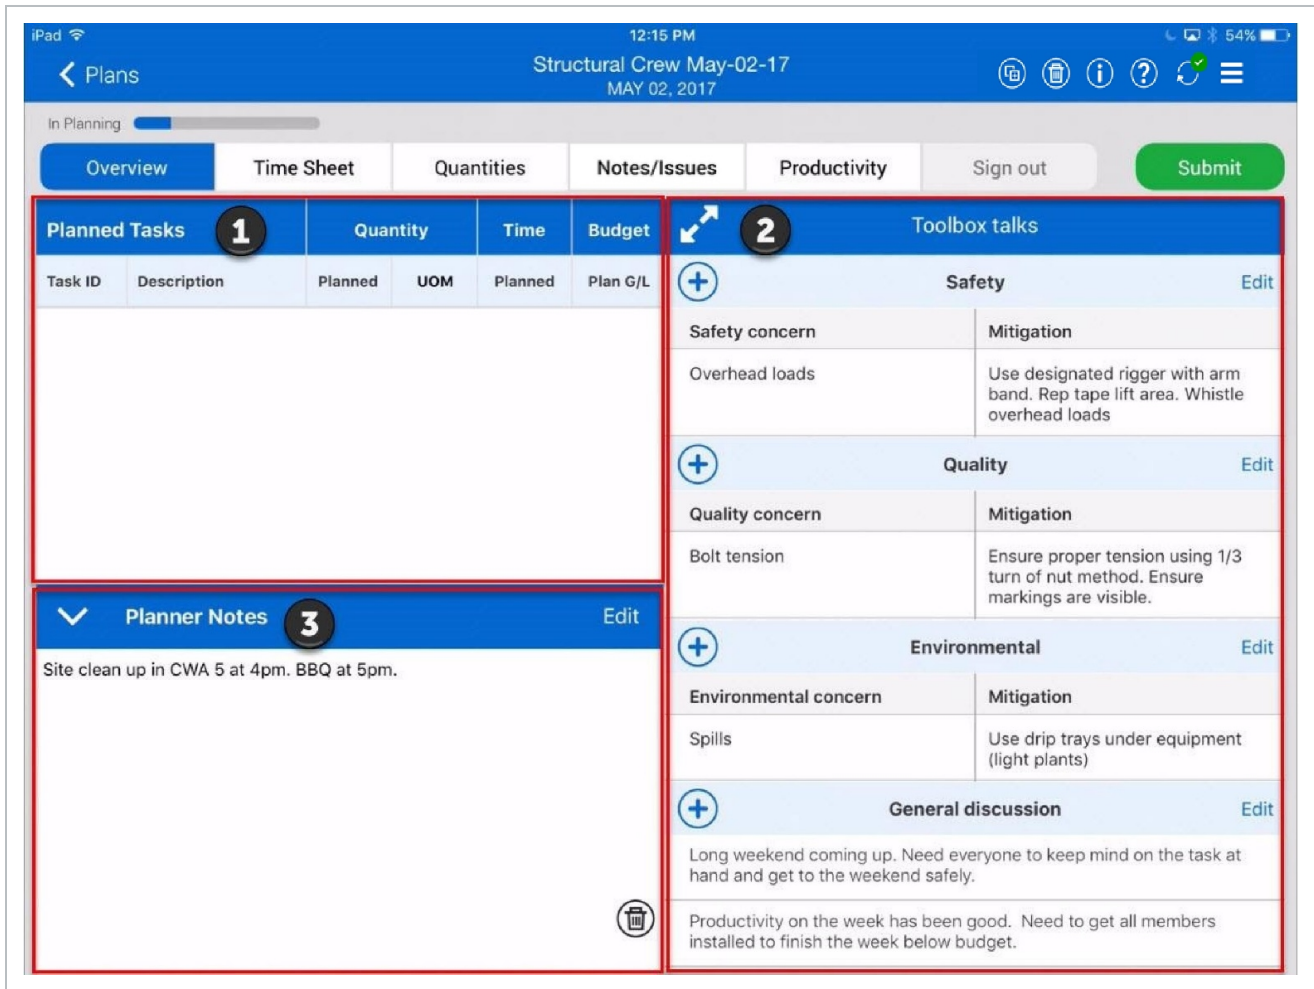 iPad 12:15 PM 54%
Plans
Structural Crew May-02-17
MAY 02, 2017
In Planning
Overview Time Sheet Quantities Notes/Issues Productivity Sign out Submit
Planned Tasks 1 Quantity Time Budget
Task ID Description Planned UOM Planned Plan G/L
Planner Notes 3 Edit
Site clean up in CWA 5 at 4pm. BBQ at 5pm.
2 Toolbox talks
Safety Edit
Safety concern Mitigation
Overhead loads Use designated rigger with arm
band. Rep tape lift area. Whistle
overhead loads
Quality Edit
Quality concern Mitigation
Bolt tension Ensure proper tension using 1/3
turn of nut method. Ensure
markings are visible.
Environmental Edit
Environmental concern Mitigation
Spills Use drip trays under equipment
(light plants)
General discussion Edit
Long weekend coming up. Need everyone to keep mind on the task at
hand and get to the weekend safely.
Productivity on the week has been good. Need to get all members
installed to finish the week below budget.